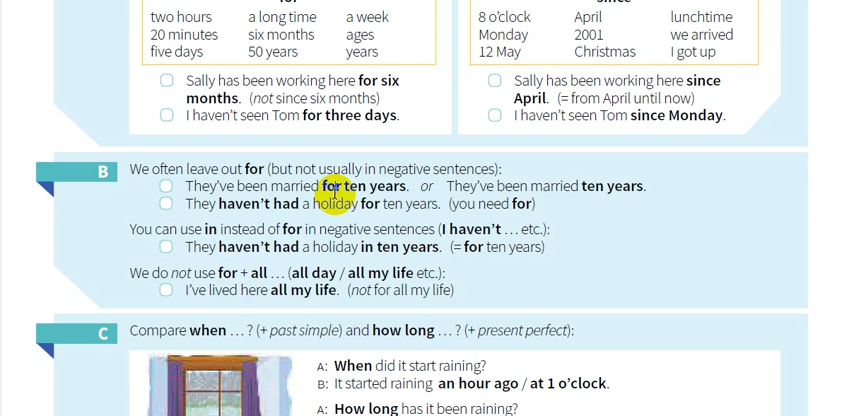 for since
two hours a long time a week 8 o'clock April lunchtime
20 minutes six months ages Monday 2001 we arrived
five days 50 years years 12 May Christmas I got up
Sally has been working here for six
months. (not since six months)
I haven't seen Tom for three days.
Sally has been working here since
April. (= from April until now)
I haven't seen Tom since Monday.
B
We often leave out for (but not usually in negative sentences):
They've been married for ten years. or They've been married ten years.
They haven't had a holiday for ten years. (you need for)
You can use in instead of for in negative sentences (I haven't … etc.):
They haven't had a holiday in ten years. (= for ten years)
We do not use for + all … (all day / all my life etc.):
I've lived here all my life. (not for all my life)
C
Compare when … ? (+ past simple) and how long … ? (+ present perfect):
A: When did it start raining?
B: It started raining an hour ago / at 1 o'clock.
A: How long has it been raining?